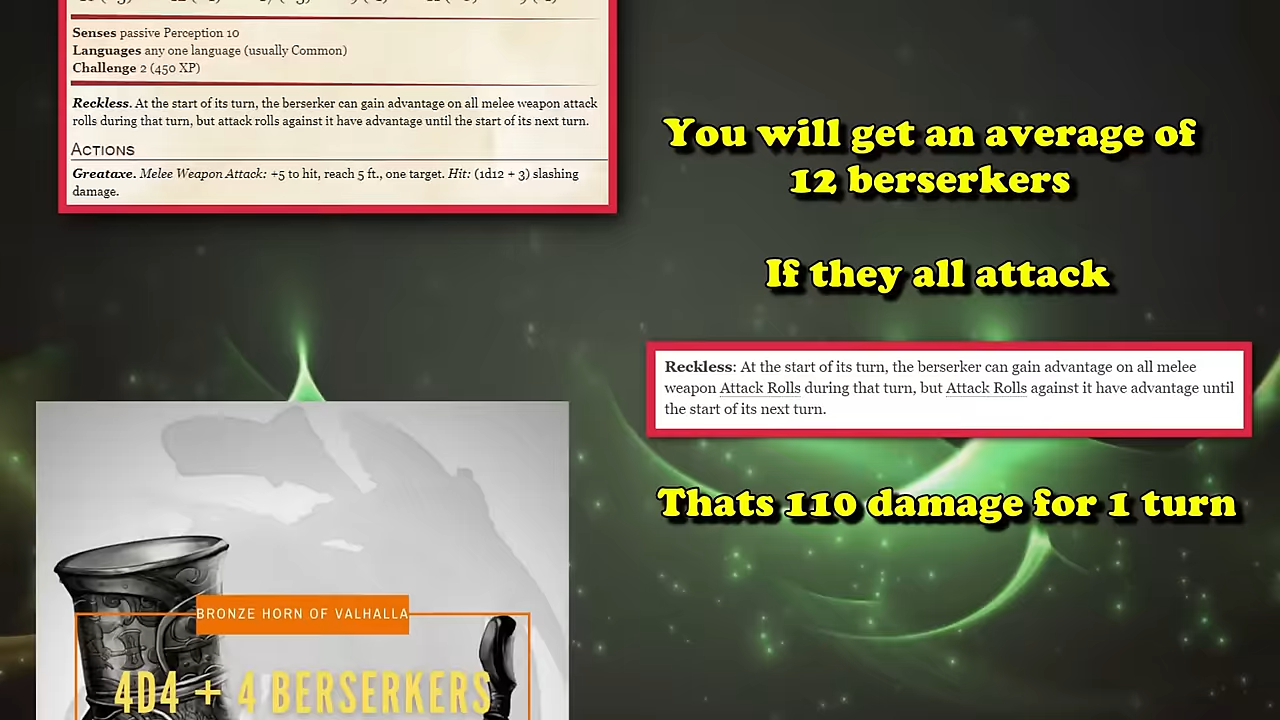 Senses passive Perception 10
Languages any one language (usually Common)
Challenge 2 (450 XP)
Reckless. At the start of its turn, the berserker can gain advantage on all melee weapon attack
rolls during that turn, but attack rolls against it have advantage until the start of its next turn.
ACTIONS
Greataxe. Melee Weapon Attack: +5 to hit, reach 5 ft., one target. Hit: (1d12 + 3) slashing
damage.
You will get an average of
12 berserkers
If they all attack
Reckless: At the start of its turn, the berserker can gain advantage on all melee
weapon Attack Rolls during that turn, but Attack Rolls against it have advantage until
the start of its next turn.
Thats 110 damage for 1 turn
BRONZE HORN OF VALHALLA
4D4 + 4 BERSERKERS